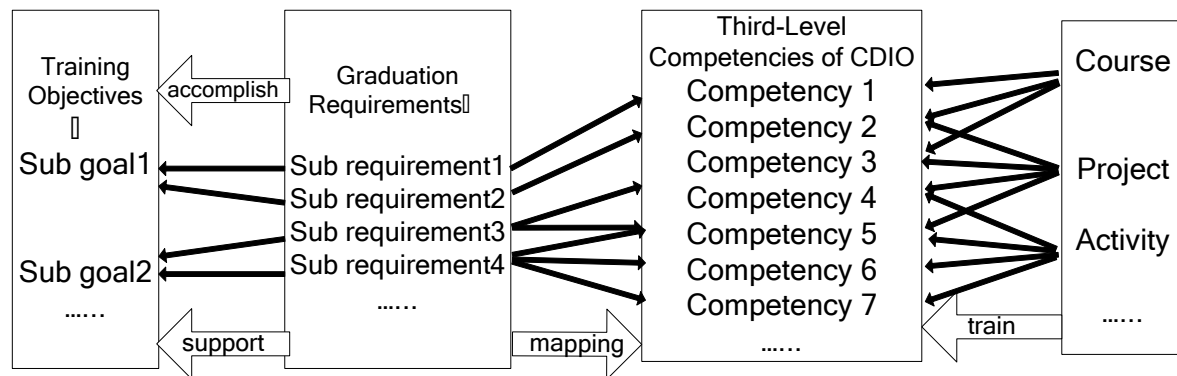 Training
Objectives
Sub goal1
Sub goal2
......
accomplish
support
Graduation
Requirements
Sub requirement1
Sub requirement2
Sub requirement3
Sub requirement4
......
mapping
Third-Level
Competencies of CDIO
Competency 1
Competency 2
Competency 3
Competency 4
Competency 5
Competency 6
Competency 7
......
train
Course
Project
Activity
......